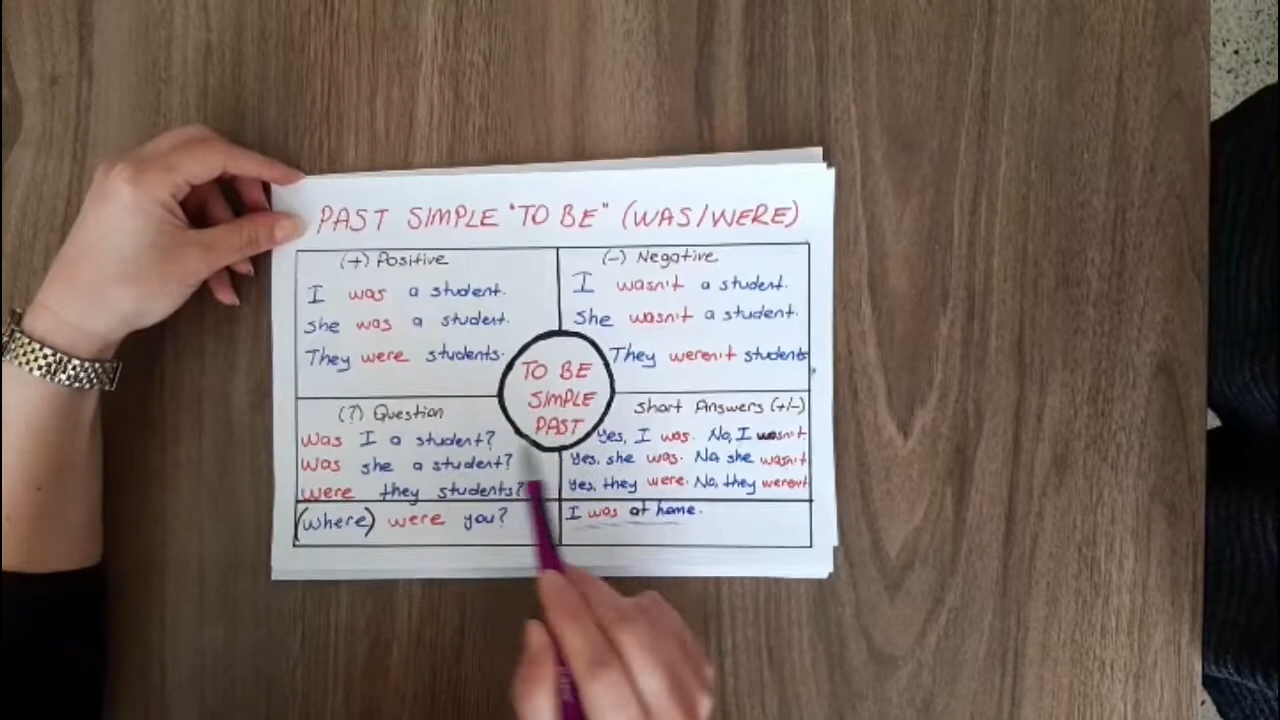 PAST SIMPLE "TO BE" (WAS/WERE)
(+) Positive
I was a student.
She was a student.
They were students.
(-) Negative
I wasn't a student.
She wasn't a student.
They weren't students
TO BE
SIMPLE
PAST
(?) Question
Was I a student?
Was she a student?
Were they students?
(Where) were you?
Short Answers (+/-)
Yes, I was. No, I wasn't
Yes, she was. No, she wasn't
Yes, they were. No, they weren't
I was at home.